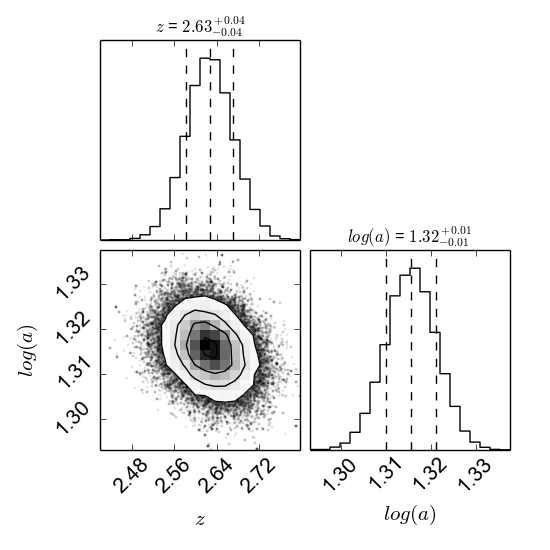 z = 2.63 +0.04 −0.04
log(a) = 1.32 +0.01 −0.01
1.33
1.32
1.31
1.30
log(a)
2.48 2.56 2.64 2.72
z
1.30 1.31 1.32 1.33
log(a)